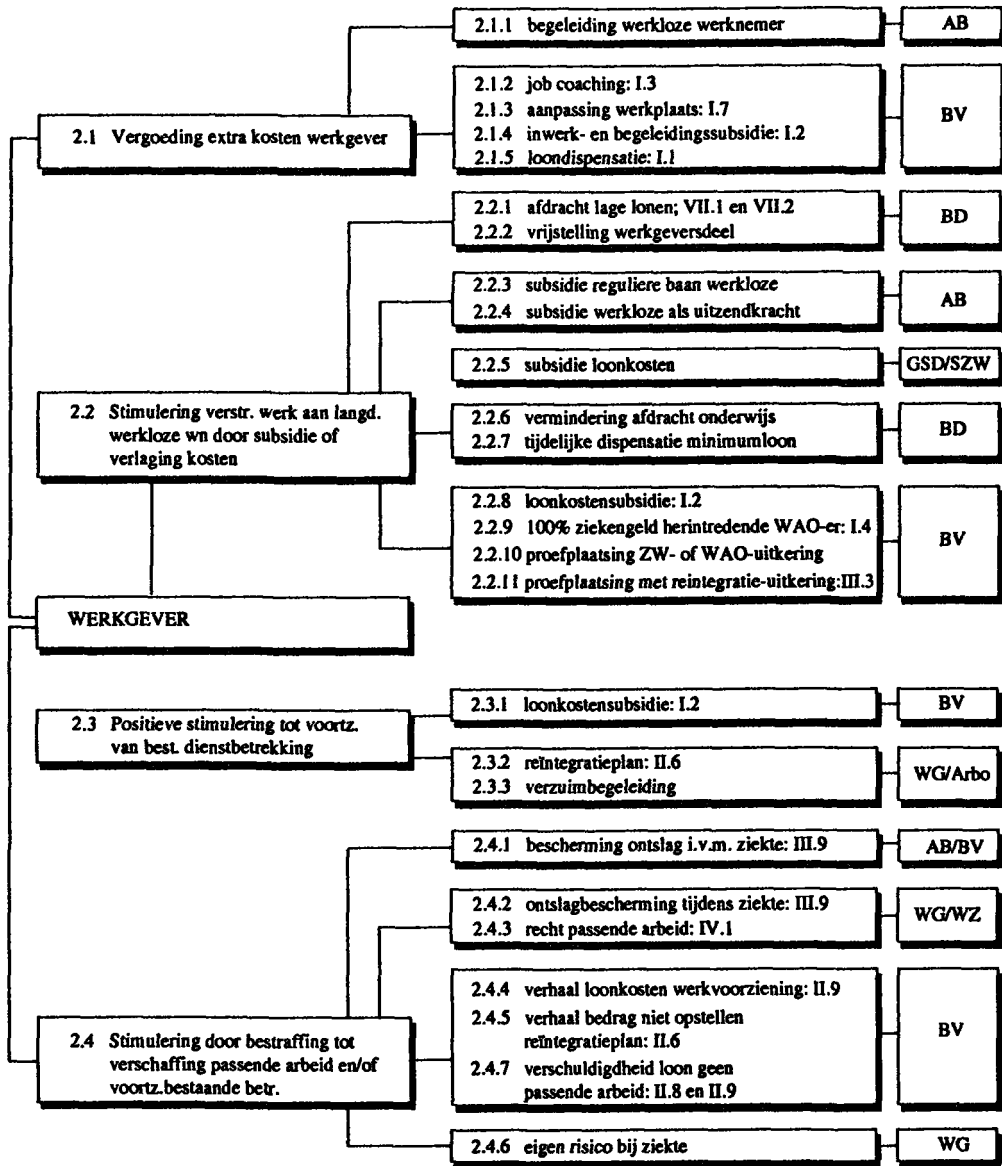 2.1.1 begeleiding werkloze werknemer
AB
2.1 Vergoeding extra kosten werkgever
2.1.2 job coaching: I.3
2.1.3 aanpassing werkplaats: I.7
2.1.4 inwerk- en begeleidingssubsidie: I.2
2.1.5 loondispensatie: I.1
BV
2.2.1 afdracht lage lonen; VII.1 en VII.2
2.2.2 vrijstelling werkgeversdeel
BD
2.2.3 subsidie reguliere baan werkloze
2.2.4 subsidie werkloze als uitzendkracht
AB
2.2.5 subsidie loonkosten
GSD/SZW
2.2 Stimulering verstr. werk aan langd.
werkloze wn door subsidie of
verlaging kosten
2.2.6 vermindering afdracht onderwijs
2.2.7 tijdelijke dispensatie minimumloon
BD
2.2.8 loonkostensubsidie: I.2
2.2.9 100% ziekengeld herintredende WAO-er: I.4
2.2.10 proefplaatsing ZW- of WAO-uitkering
2.2.11 proefplaatsing met reintegratie-uitkering:III.3
BV
WERKGEVER
2.3 Positieve stimulering tot voortz.
van best. dienstbetrekking
2.3.1 loonkostensubsidie: I.2
BV
2.3.2 reïntegratieplan: II.6
2.3.3 verzuimbegeleiding
WG/Arbo
2.4.1 bescherming ontslag i.v.m. ziekte: III.9
AB/BV
2.4.2 ontslagbescherming tijdens ziekte: III.9
2.4.3 recht passende arbeid: IV.1
WG/WZ
2.4 Stimulering door bestraffing tot
verschaffing passende arbeid en/of
voortz.bestaande betr.
2.4.4 verhaal loonkosten werkvoorziening: II.9
2.4.5 verhaal bedrag niet opstellen
reïntegratieplan: II.6
2.4.7 verschuldigdheid loon geen
passende arbeid: II.8 en II.9
BV
2.4.6 eigen risico bij ziekte
WG